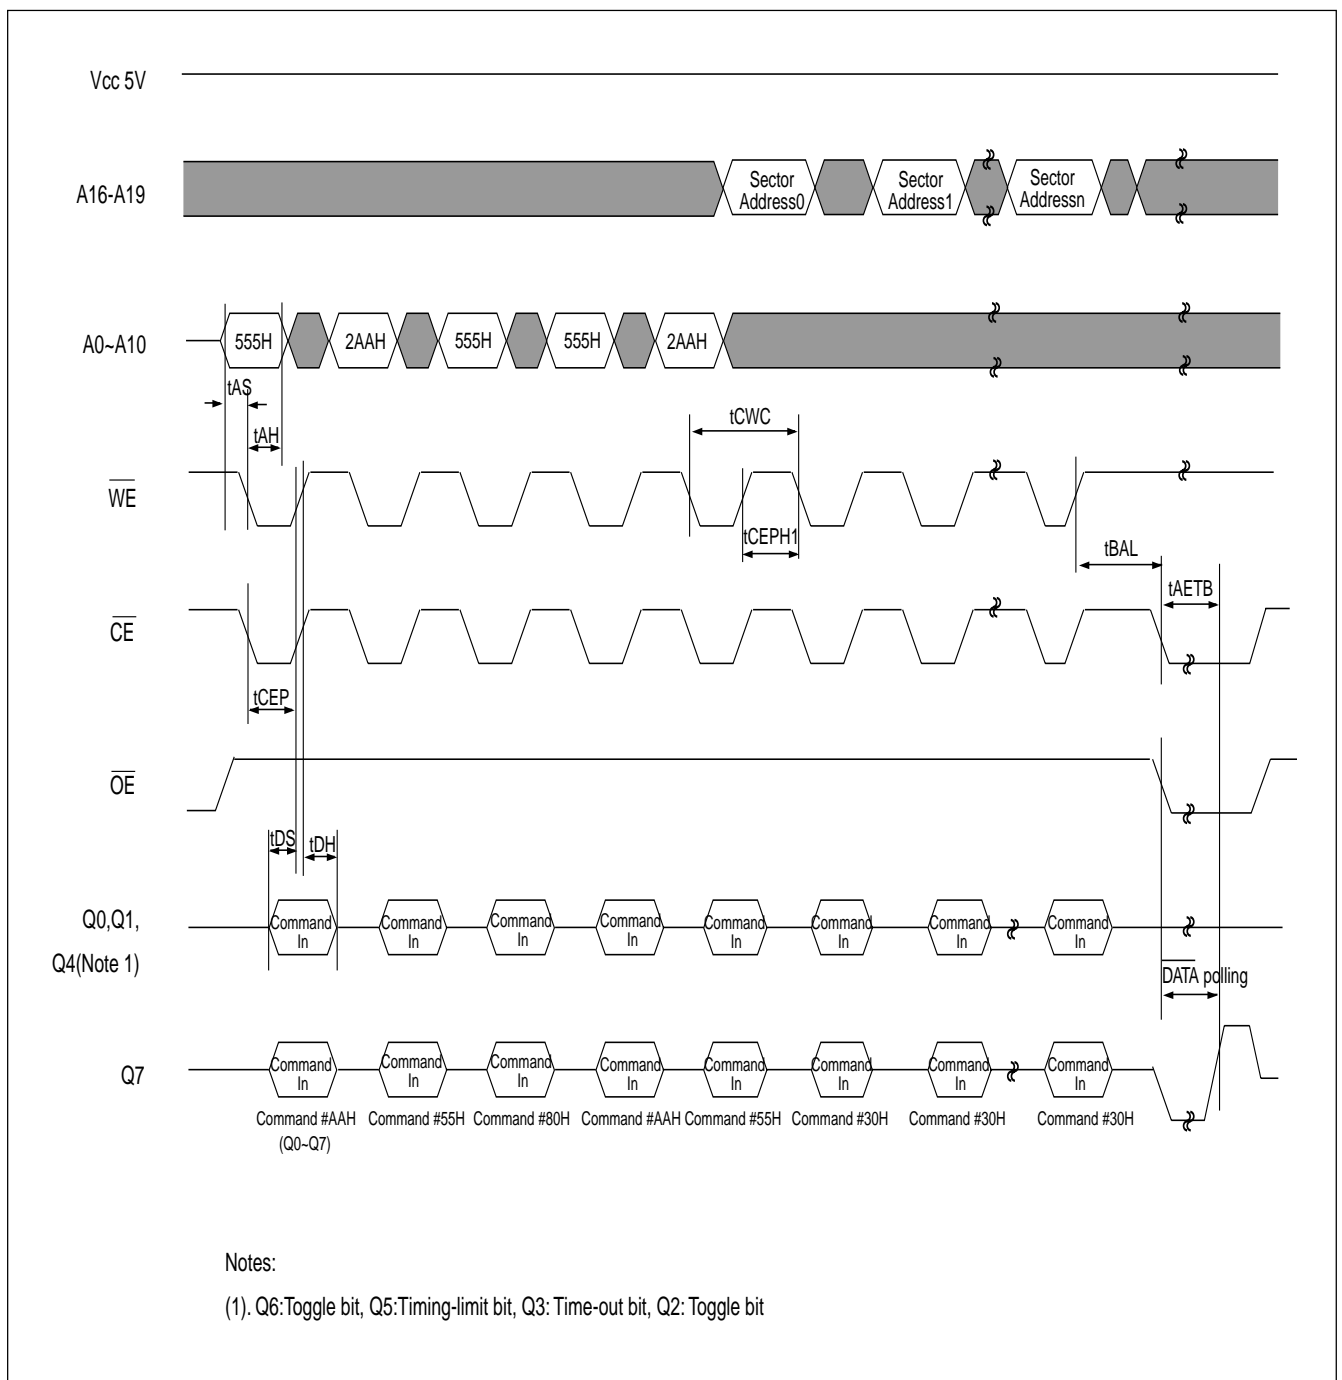 Vcc 5V
A16-A19
Sector
Address0
Sector
Address1
Sector
Addressn
A0~A10
555H
2AAH
555H
555H
2AAH
tAS
tAH
tCWC
WE
tCEPH1
tBAL
tAETB
CE
tCEP
OE
tDS
tDH
Q0,Q1,
Q4(Note 1)
Command
In
Command
In
Command
In
Command
In
Command
In
Command
In
Command
In
Command
In
DATA polling
Q7
Command
In
Command
In
Command
In
Command
In
Command
In
Command
In
Command
In
Command
In
Command #AAH
(Q0~Q7)
Command #55H
Command #80H
Command #AAH
Command #55H
Command #30H
Command #30H
Command #30H
Notes:
(1). Q6:Toggle bit, Q5:Timing-limit bit, Q3: Time-out bit, Q2: Toggle bit